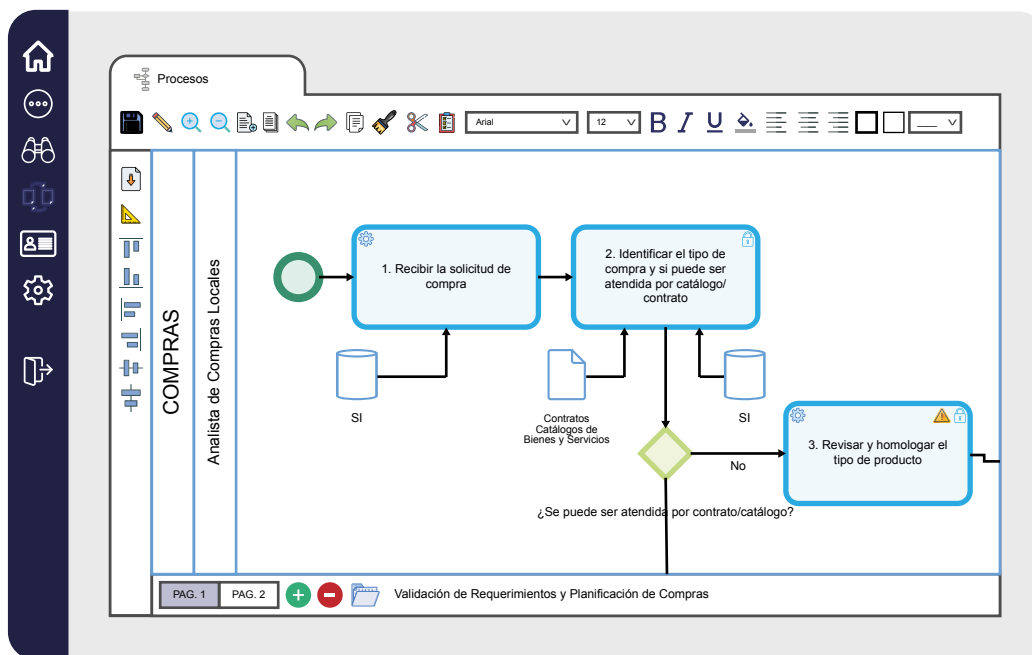 Procesos
Arial
12
COMPRAS
Analista de Compras Locales
1. Recibir la solicitud de
compra
2. Identificar el tipo de
compra y si puede ser
atendida por catálogo/
contrato
SI
Contratos
Catálogos de
Bienes y Servicios
SI
No
3. Revisar y homologar el
tipo de producto
¿Se puede ser atendida por contrato/catálogo?
PAG. 1
PAG. 2
Validación de Requerimientos y Planificación de Compras